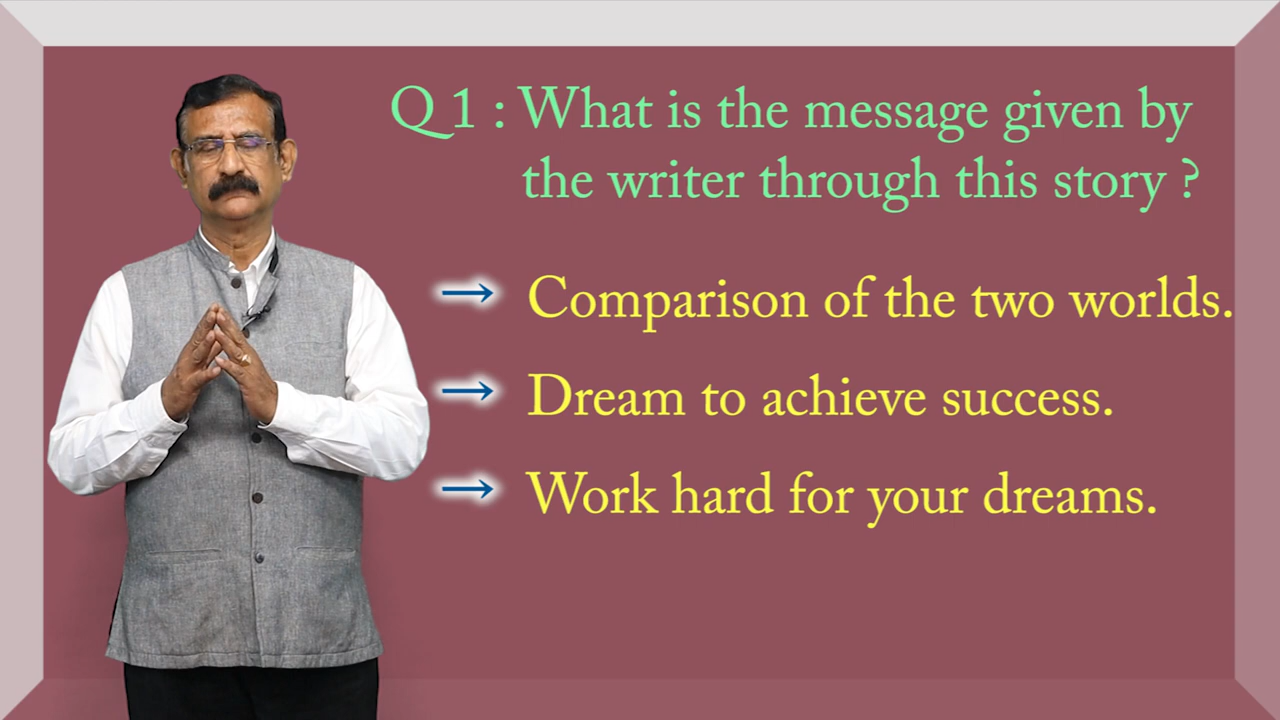 Q 1 : What is the message given by
the writer through this story ?
→ Comparison of the two worlds.
→ Dream to achieve success.
→ Work hard for your dreams.